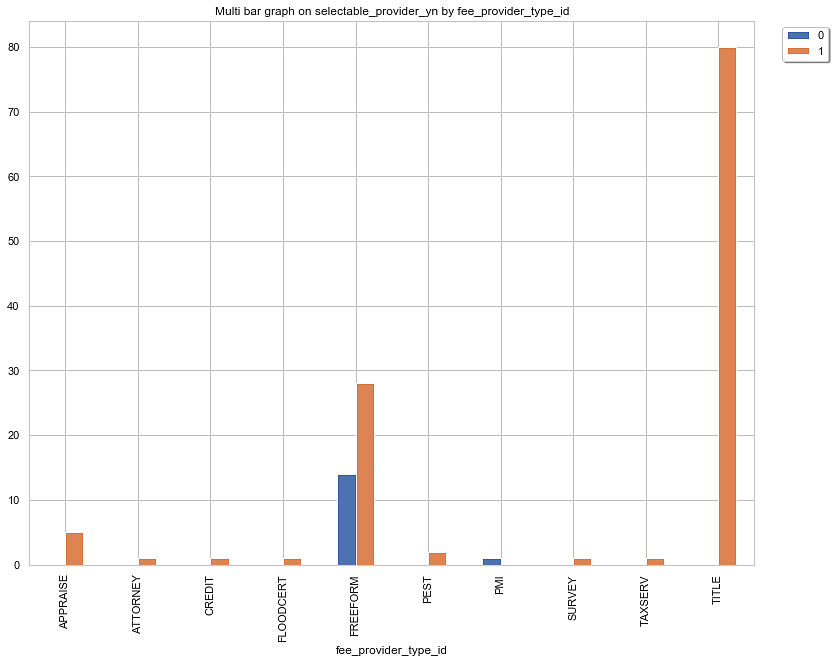 Multi bar graph on selectable_provider_yn by fee_provider_type_id
0
1
80
70
60
50
40
30
20
10
0
APPRAISE
ATTORNEY
CREDIT
FLOODCERT
FREEFORM
PEST
PMI
SURVEY
TAXSERV
TITLE
fee_provider_type_id